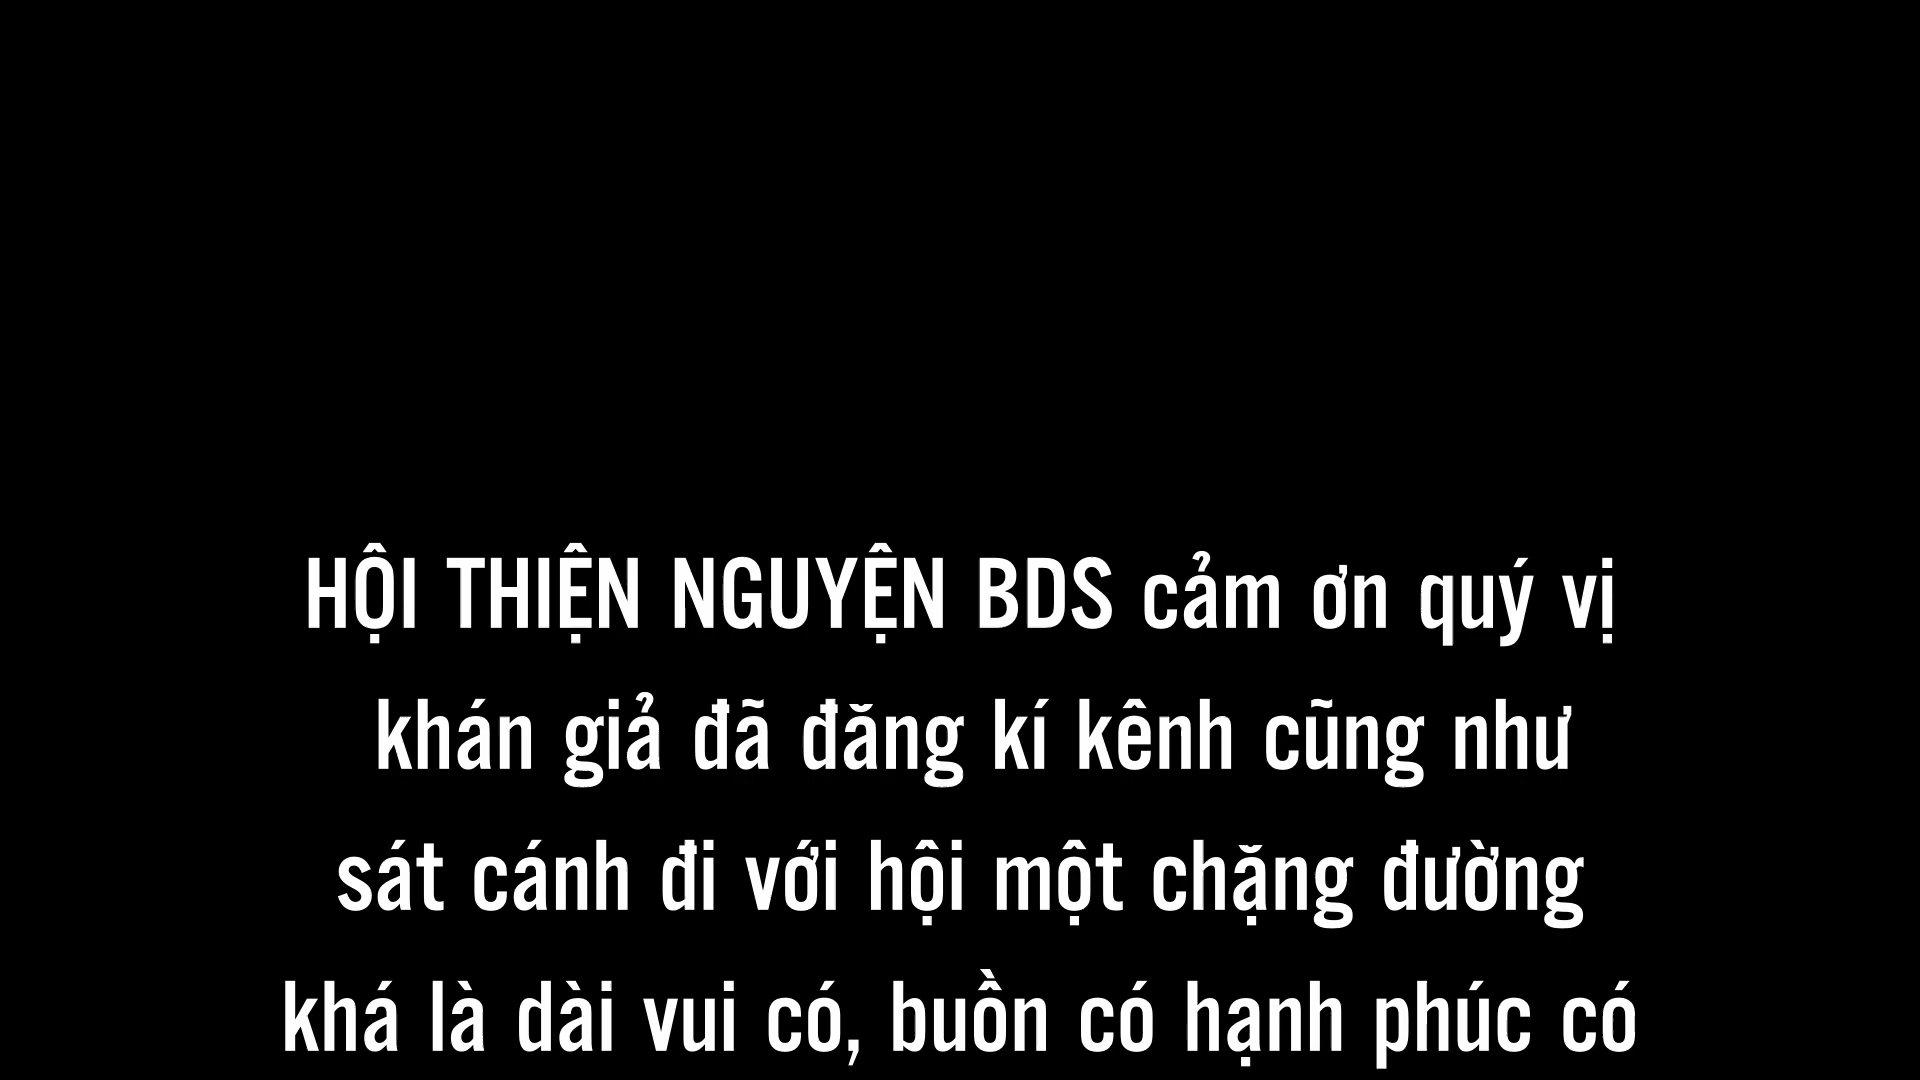 HỘI THIỆN NGUYỆN BDS cảm ơn quý vị
khán giả đã đăng kí kênh cũng như
sát cánh đi với hội một chặng đường
khá là dài vui có, buồn có hạnh phúc có